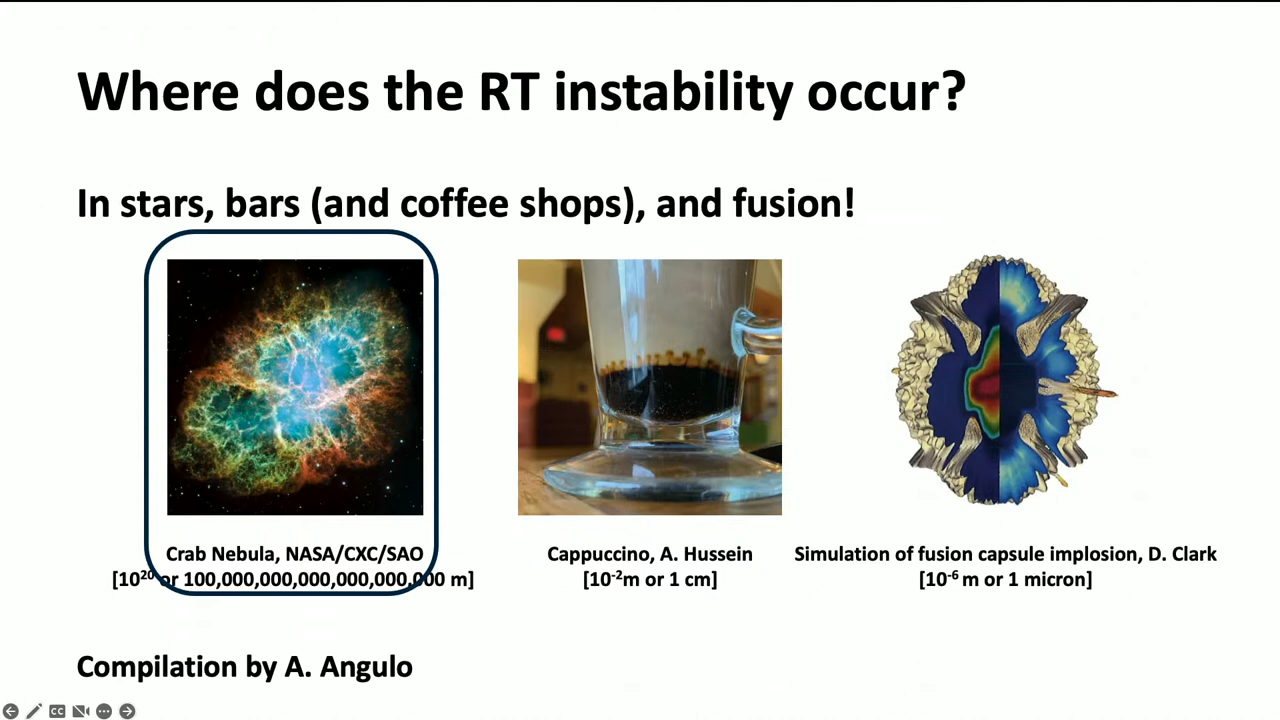 Where does the RT instability occur?
In stars, bars (and coffee shops), and fusion!
Crab Nebula, NASA/CXC/SAO
[10²⁰ or 100,000,000,000,000,000,000 m]
Cappuccino, A. Hussein
[10⁻²m or 1 cm]
Simulation of fusion capsule implosion, D. Clark
[10⁻⁶ m or 1 micron]
Compilation by A. Angulo
CC